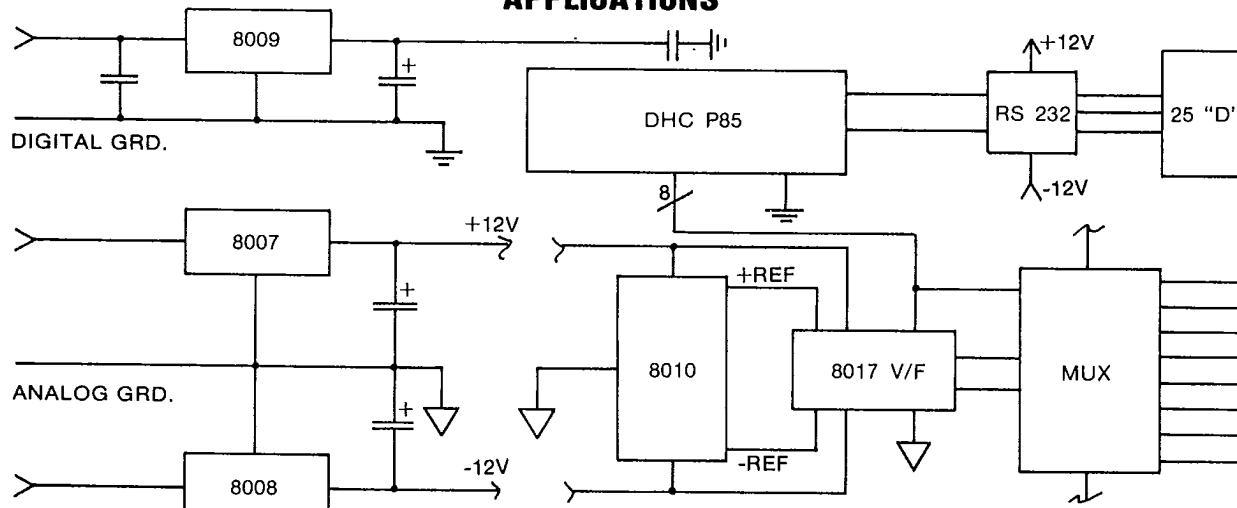 APPLICATIONS
8009
+
DIGITAL GRD.
DHC P85
8
+12V
RS 232
-12V
25 "D"
8007
+12V
+
ANALOG GRD.
+
8008
-12V
8010
+REF
-REF
8017 V/F
MUX